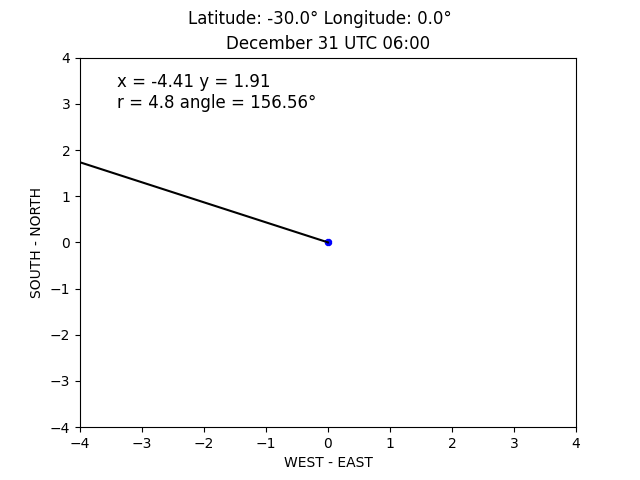 Latitude: -30.0° Longitude: 0.0°
December 31 UTC 06:00
x = -4.41 y = 1.91
r = 4.8 angle = 156.56°
4
3
2
1
0
−1
−2
−3
−4
SOUTH - NORTH
−4 −3 −2 −1 0 1 2 3 4
WEST - EAST